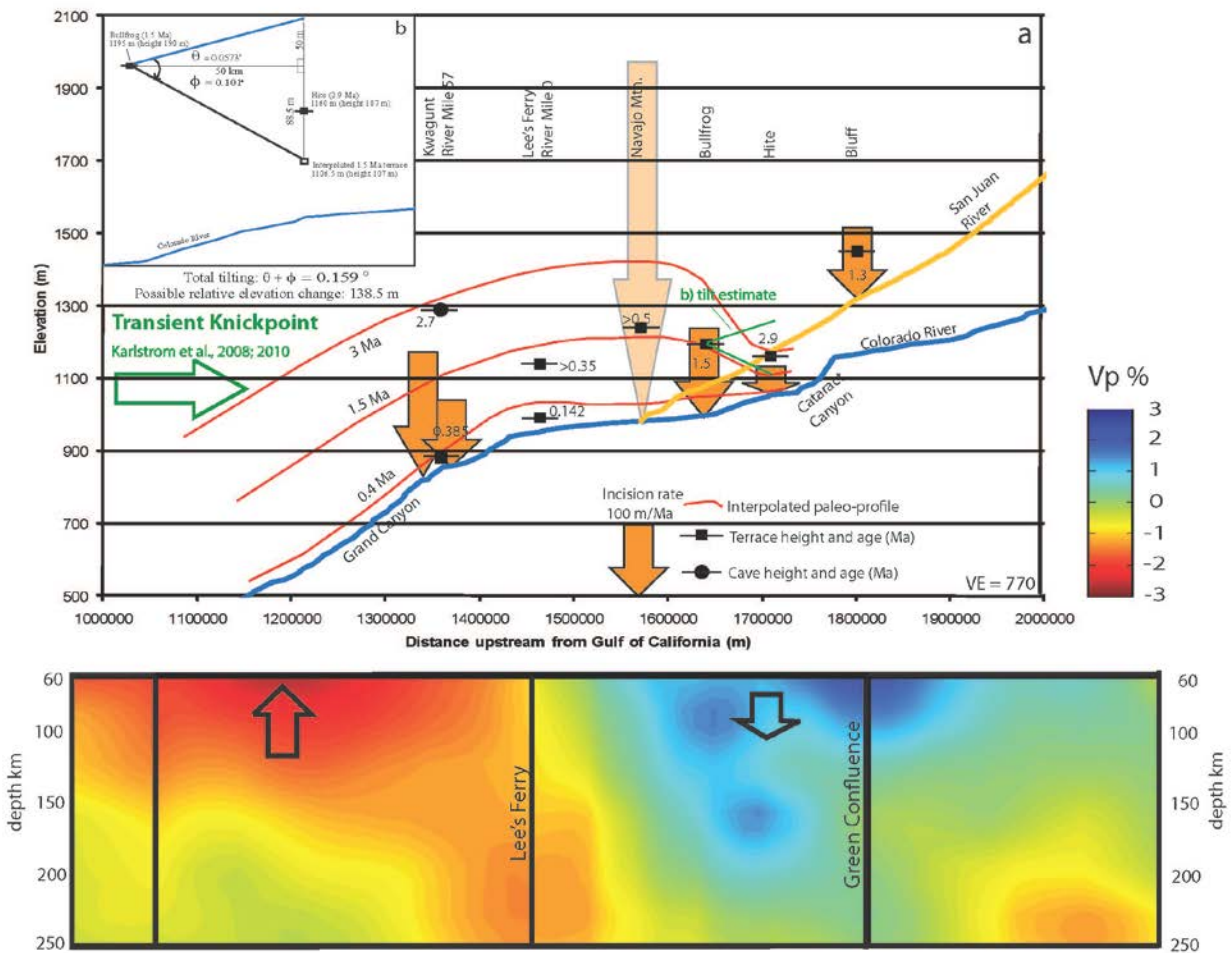 2100
1900
1700
1500
1300
1100
900
700
500
Elevation (m)
b
Bullfrog (1.5 Ma)
1195 m (height 190 m)
θ = 0.0573°
50 km
ϕ = 0.101°
50 m
88.5 m
Hite (2.9 Ma)
1160 m (height 107 m)
Interpolated 1.5 Ma terrace
1106.5 m (height 107 m)
Colorado River
Total tilting: θ + ϕ = 0.159 °
Possible relative elevation change: 138.5 m
a
Kwagunt
River Mile 57
Lee's Ferry
River Mile 0
Navajo Mtn.
Bullfrog
Hite
Bluff
San Juan
River
Colorado River
Cataract
Canyon
Grand Canyon
Transient Knickpoint
Karlstrom et al., 2008; 2010
3 Ma
1.5 Ma
0.4 Ma
2.7
0.385
>0.35
0.142
>0.5
b) tilt estimate
1.5
2.9
1.3
Incision rate
100 m/Ma
Interpolated paleo-profile
Terrace height and age (Ma)
Cave height and age (Ma)
VE = 770
1000000 1100000 1200000 1300000 1400000 1500000 1600000 1700000 1800000 1900000 2000000
Distance upstream from Gulf of California (m)
Vp %
3
2
1
0
-1
-2
-3
60
100
150
200
250
depth km
Lee's Ferry
Green Confluence
60
100
150
200
250
depth km